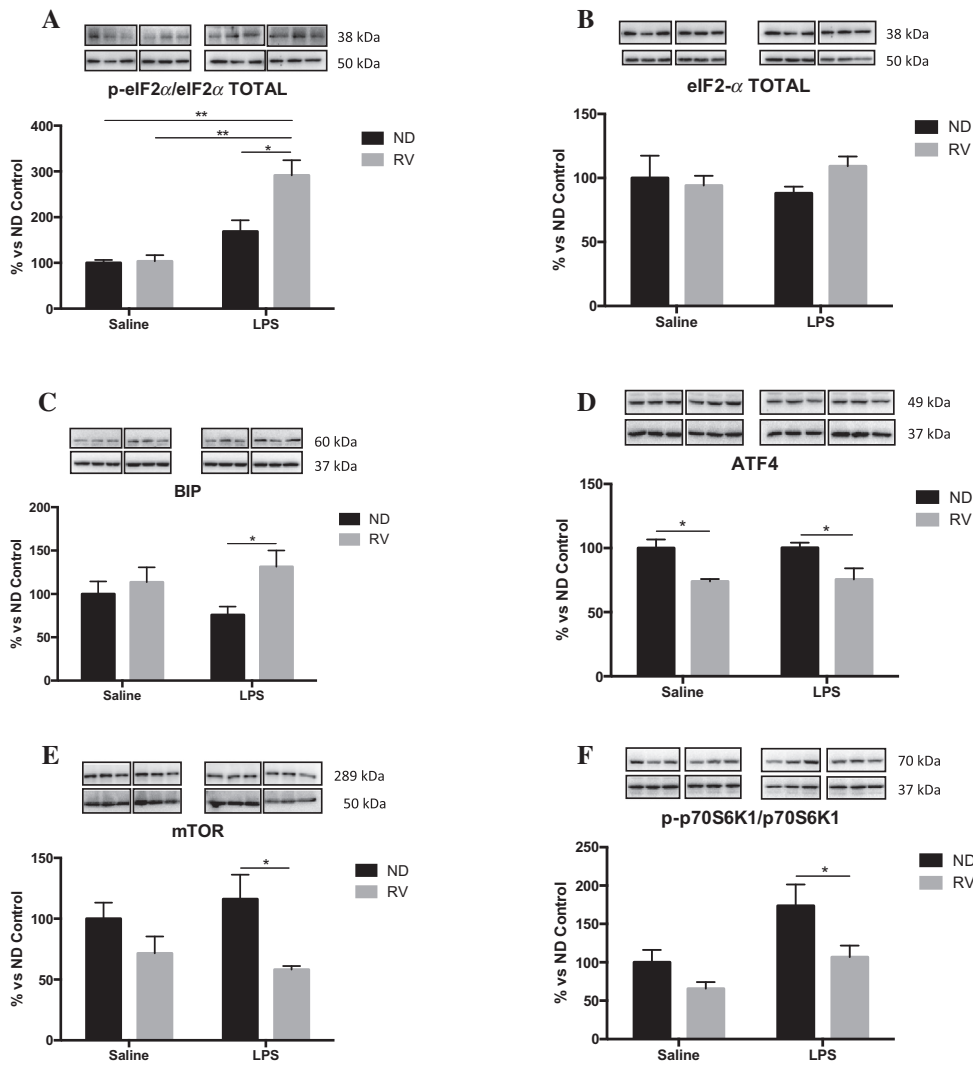 A
38 kDa
50 kDa
p-eIF2α/eIF2α TOTAL
**
**
*
ND
RV
% vs ND Control
400
300
200
100
0
Saline LPS
B
38 kDa
50 kDa
eIF2-α TOTAL
ND
RV
% vs ND Control
150
100
50
0
Saline LPS
C
60 kDa
37 kDa
BIP
*
ND
RV
% vs ND Control
200
150
100
50
0
Saline LPS
D
49 kDa
37 kDa
ATF4
*
*
ND
RV
% vs ND Control
150
100
50
0
Saline LPS
E
289 kDa
50 kDa
mTOR
*
ND
RV
% vs ND Control
150
100
50
0
Saline LPS
F
70 kDa
37 kDa
p-p70S6K1/p70S6K1
*
ND
RV
% vs ND Control
250
200
150
100
50
0
Saline LPS